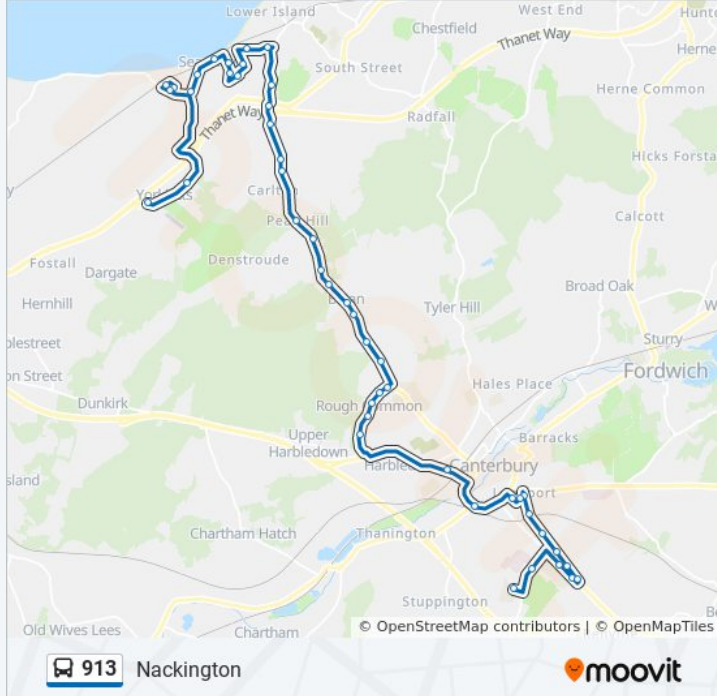 Lower Island
West End
Chestfield
Thanet Way
South Street
Herne Common
Radfall
Thanet Way
Hicks Forsta
Calcott
Fostall
Denstroude
Dargate
Hernhill
Broad Oak
Tyler Hill
Sturry
Fordwich
Hales Place
Dunkirk
Rough Common
Upper
Harbledown
Barracks
Canterbury
Chartham Hatch
Thanington
Stuppington
Old Wives Lees
Chartham
© OpenStreetMap contributors | © OpenMapTiles
913 Nackington
moovit